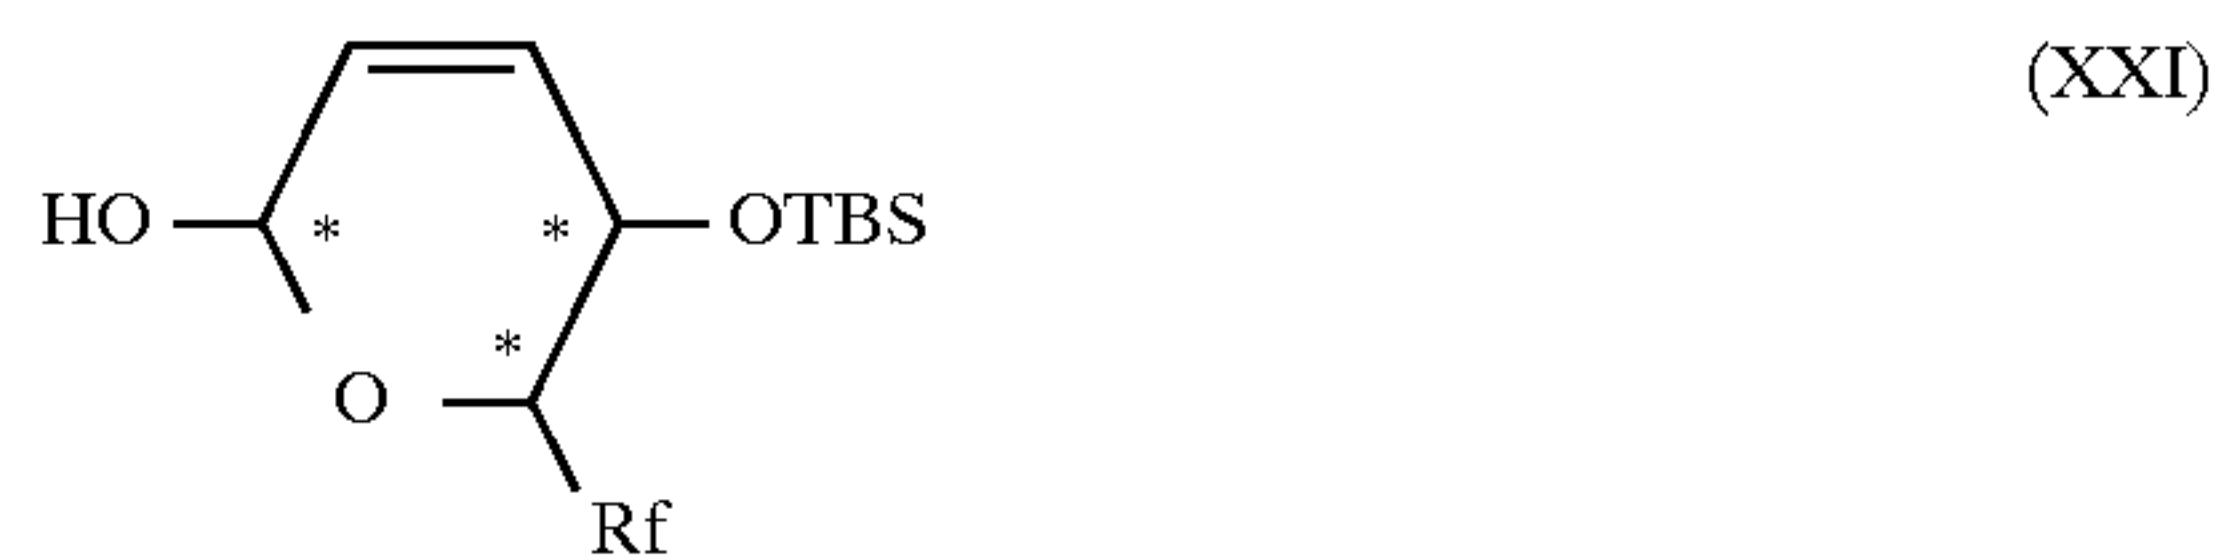 (XXI)
HO * * OTBS
*
O
Rf